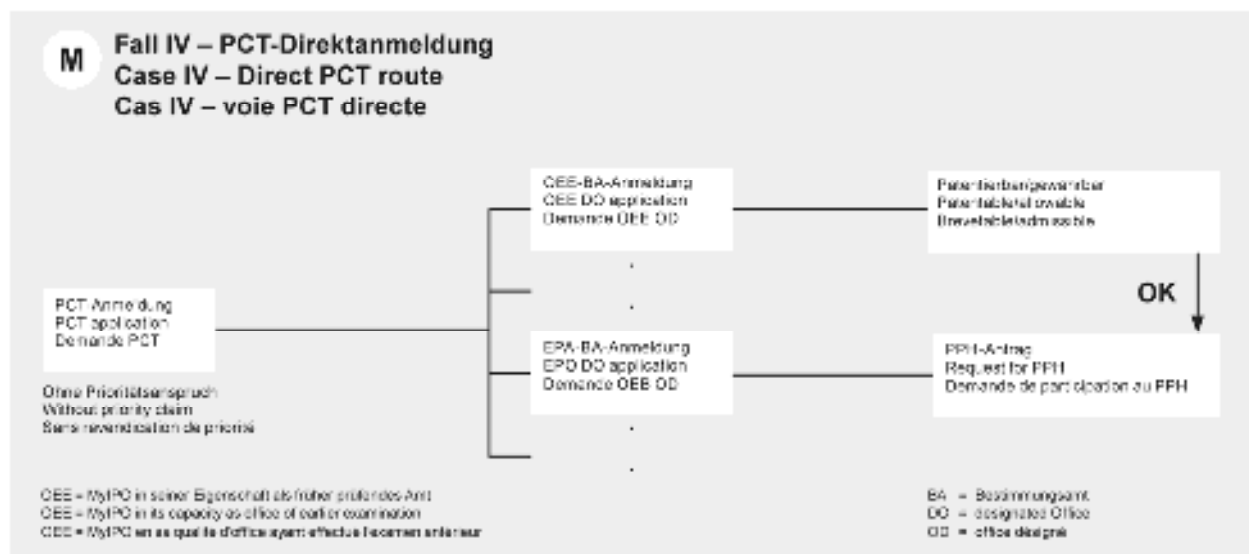 M
Fall IV – PCT-Direktanmeldung
Case IV – Direct PCT route
Cas IV – voie PCT directe
OEE-BA-Anmeldung
OEE DO application
Demande OEE OD
Patentierbar/gewährbar
Patentable/allowable
Brevetable/admissible
OK
PCT-Anmeldung
PCT application
Demande PCT
EPA-BA-Anmeldung
EPO DO application
Demande OEB OD
PPH-Antrag
Request for PPH
Demande de participation au PPH
Ohne Prioritätsanspruch
Without priority claim
Sans revendication de priorité
OEE = MyIPO in seiner Eigenschaft als früher prüfendes Amt
OEE = MyIPO in its capacity as office of earlier examination
OEE = MyIPO en sa qualité d'office ayant effectué l'examen antérieur
BA = Bestimmungsamt
DO = designated Office
OD = office désigné